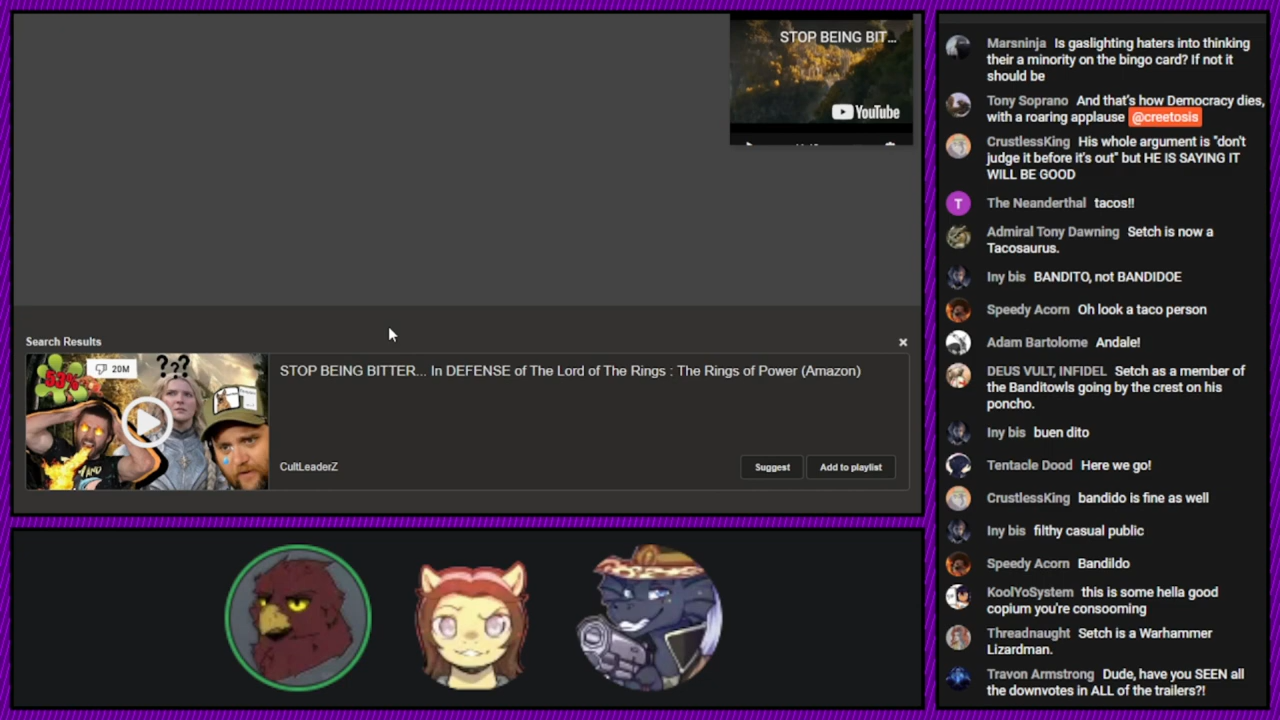 STOP BEING BIT...
YouTube
Search Results
53%
20M
???
STOP BEING BITTER... In DEFENSE of The Lord of The Rings : The Rings of Power (Amazon)
CultLeaderZ
Suggest
Add to playlist
Marsninja Is gaslighting haters into thinking
their a minority on the bingo card? If not it
should be
Tony Soprano And that's how Democracy dies,
with a roaring applause @creetosis
CrustlessKing His whole argument is "don't
judge it before it's out" but HE IS SAYING IT
WILL BE GOOD
T
The Neanderthal tacos!!
Admiral Tony Dawning Setch is now a
Tacosaurus.
Iny bis BANDITO, not BANDIDOE
Speedy Acorn Oh look a taco person
Adam Bartolome Andale!
DEUS VULT, INFIDEL Setch as a member of
the Banditowls going by the crest on his
poncho.
Iny bis buen dito
Tentacle Dood Here we go!
CrustlessKing bandido is fine as well
Iny bis filthy casual public
Speedy Acorn Bandildo
KoolYoSystem this is some hella good
copium you're consooming
Threadnaught Setch is a Warhammer
Lizardman.
Travon Armstrong Dude, have you SEEN all
the downvotes in ALL of the trailers?!